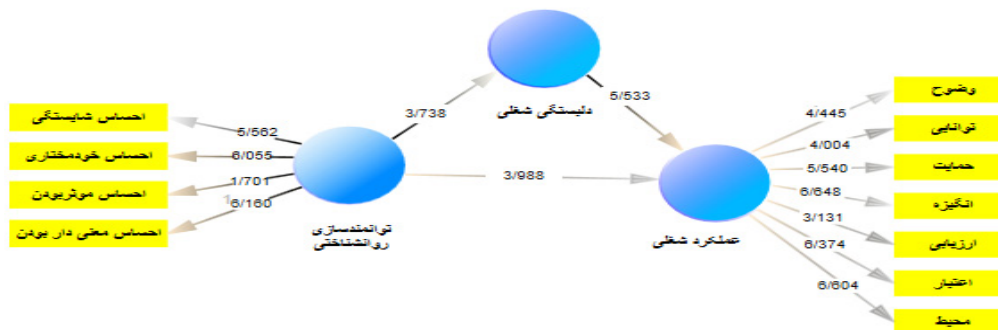 دلبستگی شغلی
3/738
5/533
3/988
احساس شایستگی
احساس خودمختاری
احساس موثربودن
احساس معنی دار بودن
5/562
6/055
1/701
6/160
توانمندسازی
روانشناختی
عملکرد شغلی
4/445
4/004
5/540
6/648
3/131
6/374
6/604
وضوح
توانایی
حمایت
انگیزه
ارزیابی
اعتبار
محیط